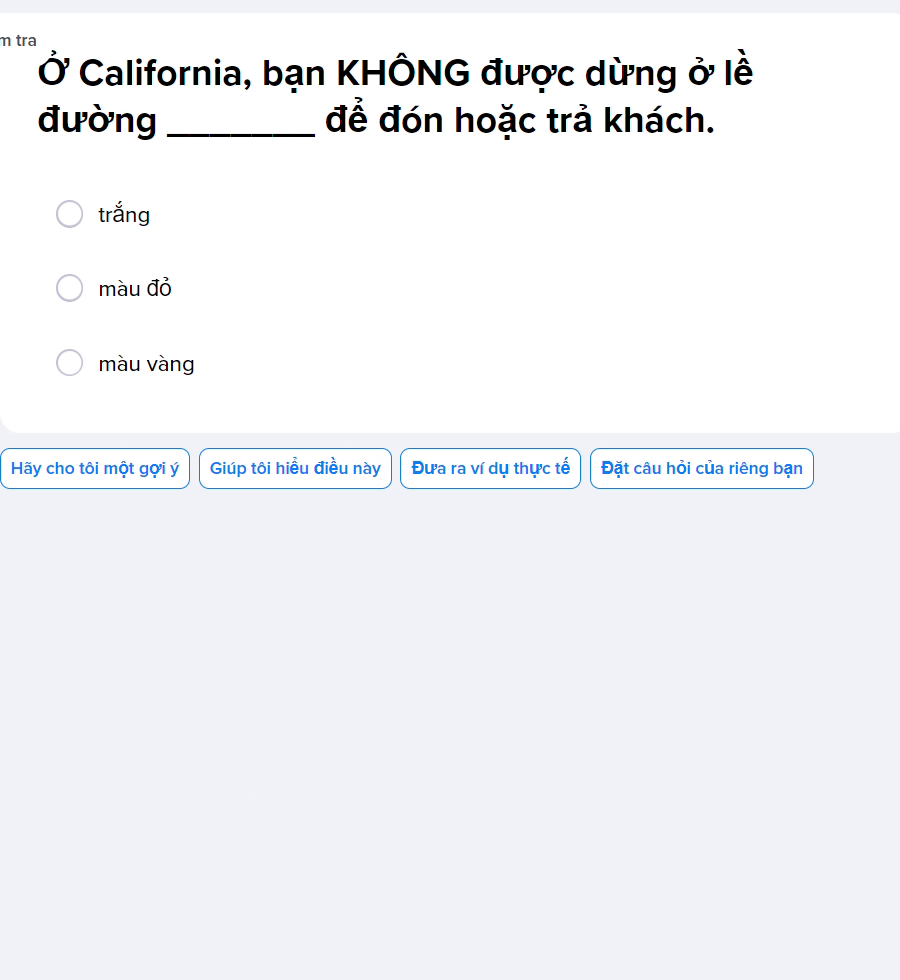 m tra
Ở California, bạn KHÔNG được dừng ở lề
đường _______ để đón hoặc trả khách.
trắng
màu đỏ
màu vàng
Hãy cho tôi một gợi ý Giúp tôi hiểu điều này Đưa ra ví dụ thực tế Đặt câu hỏi của riêng bạn